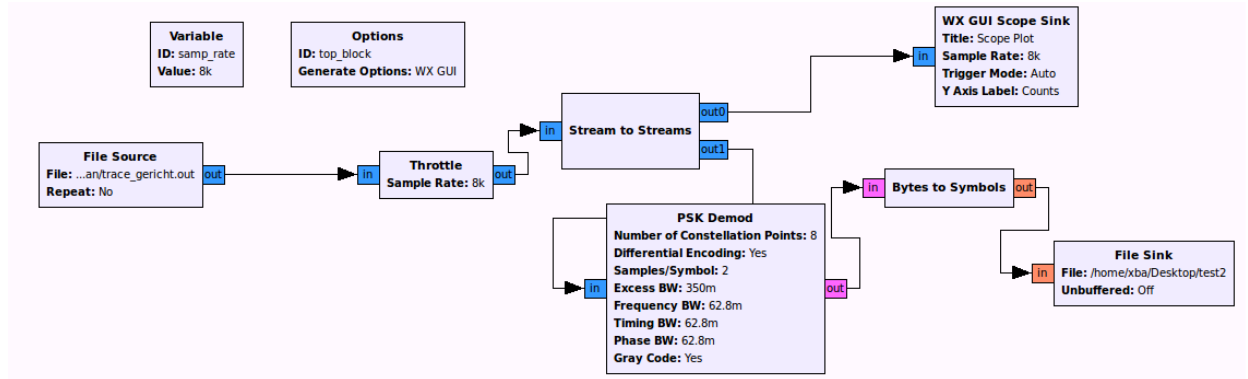 Variable
ID: samp_rate
Value: 8k
Options
ID: top_block
Generate Options: WX GUI
WX GUI Scope Sink
Title: Scope Plot
Sample Rate: 8k
Trigger Mode: Auto
Y Axis Label: Counts
in
File Source
File: ...an/trace_gericht.out
Repeat: No
out
in
Throttle
Sample Rate: 8k
out
in
Stream to Streams
out0
out1
PSK Demod
Number of Constellation Points: 8
Differential Encoding: Yes
Samples/Symbol: 2
Excess BW: 350m
Frequency BW: 62.8m
Timing BW: 62.8m
Phase BW: 62.8m
Gray Code: Yes
in
out
in
Bytes to Symbols
out
in
File Sink
File: /home/xba/Desktop/test2
Unbuffered: Off